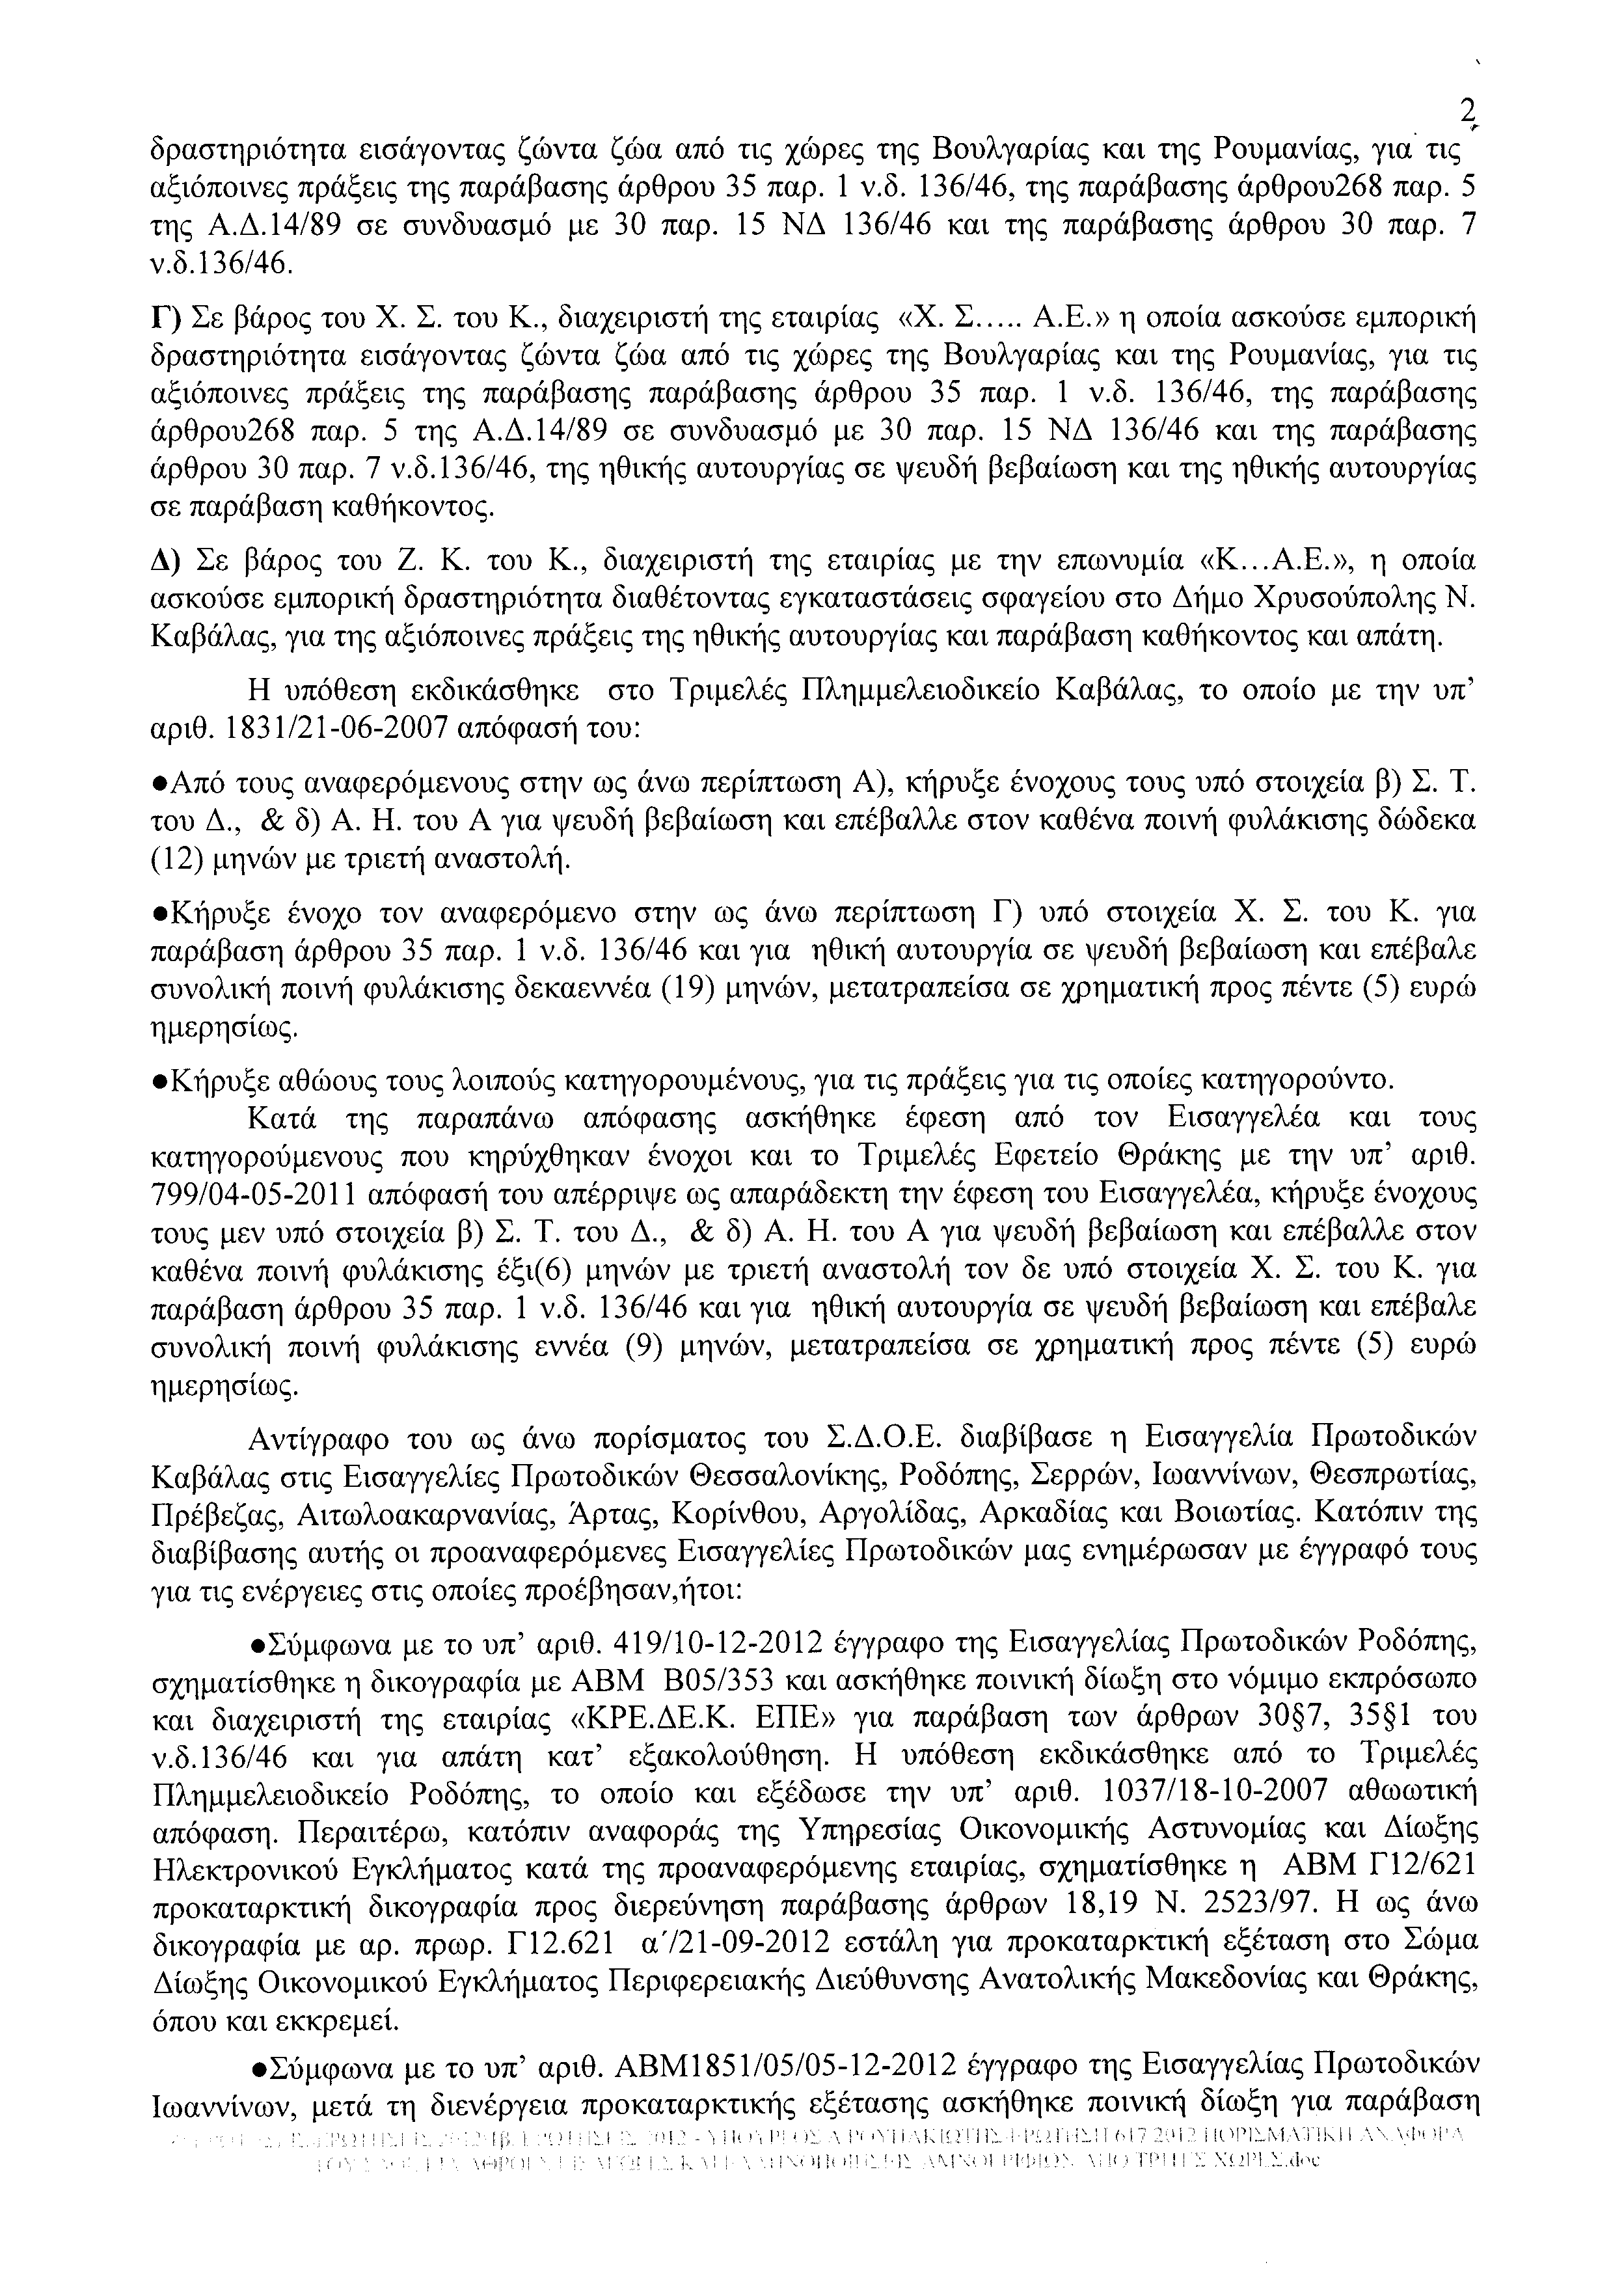 2
δραστηριότητα εισάγοντας ζώντα ζώα από τις χώρες της Βουλγαρίας και της Ρουμανίας, για τις
αξιόποινες πράξεις της παράβασης άρθρου 35 παρ. 1 ν.δ. 136/46, της παράβασης άρθρου268 παρ. 5
της Α.Δ.14/89 σε συνδυασμό με 30 παρ. 15 ΝΔ 136/46 και της παράβασης άρθρου 30 παρ. 7
ν.δ.136/46.
Γ) Σε βάρος του Χ. Σ. του Κ., διαχειριστή της εταιρίας «Χ. Σ..... Α.Ε.» η οποία ασκούσε εμπορική
δραστηριότητα εισάγοντας ζώντα ζώα από τις χώρες της Βουλγαρίας και της Ρουμανίας, για τις
αξιόποινες πράξεις της παράβασης παράβασης άρθρου 35 παρ. 1 ν.δ. 136/46, της παράβασης
άρθρου268 παρ. 5 της Α.Δ.14/89 σε συνδυασμό με 30 παρ. 15 ΝΔ 136/46 και της παράβασης
άρθρου 30 παρ. 7 ν.δ.136/46, της ηθικής αυτουργίας σε ψευδή βεβαίωση και της ηθικής αυτουργίας
σε παράβαση καθήκοντος.
Δ) Σε βάρος του Ζ. Κ. του Κ., διαχειριστή της εταιρίας με την επωνυμία «Κ...Α.Ε.», η οποία
ασκούσε εμπορική δραστηριότητα διαθέτοντας εγκαταστάσεις σφαγείου στο Δήμο Χρυσούπολης Ν.
Καβάλας, για της αξιόποινες πράξεις της ηθικής αυτουργίας και παράβαση καθήκοντος και απάτη.
Η υπόθεση εκδικάσθηκε στο Τριμελές Πλημμελειοδικείο Καβάλας, το οποίο με την υπ’
αριθ. 1831/21-06-2007 απόφασή του:
●Από τους αναφερόμενους στην ως άνω περίπτωση Α), κήρυξε ένοχους τους υπό στοιχεία β) Σ. Τ.
του Δ., & δ) Α. Η. του Α για ψευδή βεβαίωση και επέβαλλε στον καθένα ποινή φυλάκισης δώδεκα
(12) μηνών με τριετή αναστολή.
●Κήρυξε ένοχο τον αναφερόμενο στην ως άνω περίπτωση Γ) υπό στοιχεία Χ. Σ. του Κ. για
παράβαση άρθρου 35 παρ. 1 ν.δ. 136/46 και για ηθική αυτουργία σε ψευδή βεβαίωση και επέβαλε
συνολική ποινή φυλάκισης δεκαεννέα (19) μηνών, μετατραπείσα σε χρηματική προς πέντε (5) ευρώ
ημερησίως.
●Κήρυξε αθώους τους λοιπούς κατηγορουμένους, για τις πράξεις για τις οποίες κατηγορούντο.
Κατά της παραπάνω απόφασης ασκήθηκε έφεση από τον Εισαγγελέα και τους
κατηγορούμενους που κηρύχθηκαν ένοχοι και το Τριμελές Εφετείο Θράκης με την υπ’ αριθ.
799/04-05-2011 απόφασή του απέρριψε ως απαράδεκτη την έφεση του Εισαγγελέα, κήρυξε ένοχους
τους μεν υπό στοιχεία β) Σ. Τ. του Δ., & δ) Α. Η. του Α για ψευδή βεβαίωση και επέβαλλε στον
καθένα ποινή φυλάκισης έξι(6) μηνών με τριετή αναστολή τον δε υπό στοιχεία Χ. Σ. του Κ. για
παράβαση άρθρου 35 παρ. 1 ν.δ. 136/46 και για ηθική αυτουργία σε ψευδή βεβαίωση και επέβαλε
συνολική ποινή φυλάκισης εννέα (9) μηνών, μετατραπείσα σε χρηματική προς πέντε (5) ευρώ
ημερησίως.
Αντίγραφο του ως άνω πορίσματος του Σ.Δ.Ο.Ε. διαβίβασε η Εισαγγελία Πρωτοδικών
Καβάλας στις Εισαγγελίες Πρωτοδικών Θεσσαλονίκης, Ροδόπης, Σερρών, Ιωαννίνων, Θεσπρωτίας,
Πρέβεζας, Αιτωλοακαρνανίας, Άρτας, Κορίνθου, Αργολίδας, Αρκαδίας και Βοιωτίας. Κατόπιν της
διαβίβασης αυτής οι προαναφερόμενες Εισαγγελίες Πρωτοδικών μας ενημέρωσαν με έγγραφό τους
για τις ενέργειες στις οποίες προέβησαν,ήτοι:
●Σύμφωνα με το υπ’ αριθ. 419/10-12-2012 έγγραφο της Εισαγγελίας Πρωτοδικών Ροδόπης,
σχηματίσθηκε η δικογραφία με ΑΒΜ Β05/353 και ασκήθηκε ποινική δίωξη στο νόμιμο εκπρόσωπο
και διαχειριστή της εταιρίας «ΚΡΕ.ΔΕ.Κ. ΕΠΕ» για παράβαση των άρθρων 30§7, 35§1 του
ν.δ.136/46 και για απάτη κατ’ εξακολούθηση. Η υπόθεση εκδικάσθηκε από το Τριμελές
Πλημμελειοδικείο Ροδόπης, το οποίο και εξέδωσε την υπ’ αριθ. 1037/18-10-2007 αθωωτική
απόφαση. Περαιτέρω, κατόπιν αναφοράς της Υπηρεσίας Οικονομικής Αστυνομίας και Δίωξης
Ηλεκτρονικού Εγκλήματος κατά της προαναφερόμενης εταιρίας, σχηματίσθηκε η ΑΒΜ Γ12/621
προκαταρκτική δικογραφία προς διερεύνηση παράβασης άρθρων 18,19 Ν. 2523/97. Η ως άνω
δικογραφία με αρ. πρωρ. Γ12.621 α΄/21-09-2012 εστάλη για προκαταρκτική εξέταση στο Σώμα
Δίωξης Οικονομικού Εγκλήματος Περιφερειακής Διεύθυνσης Ανατολικής Μακεδονίας και Θράκης,
όπου και εκκρεμεί.
●Σύμφωνα με το υπ’ αριθ. ΑΒΜ1851/05/05-12-2012 έγγραφο της Εισαγγελίας Πρωτοδικών
Ιωαννίνων, μετά τη διενέργεια προκαταρκτικής εξέτασης ασκήθηκε ποινική δίωξη για παράβαση